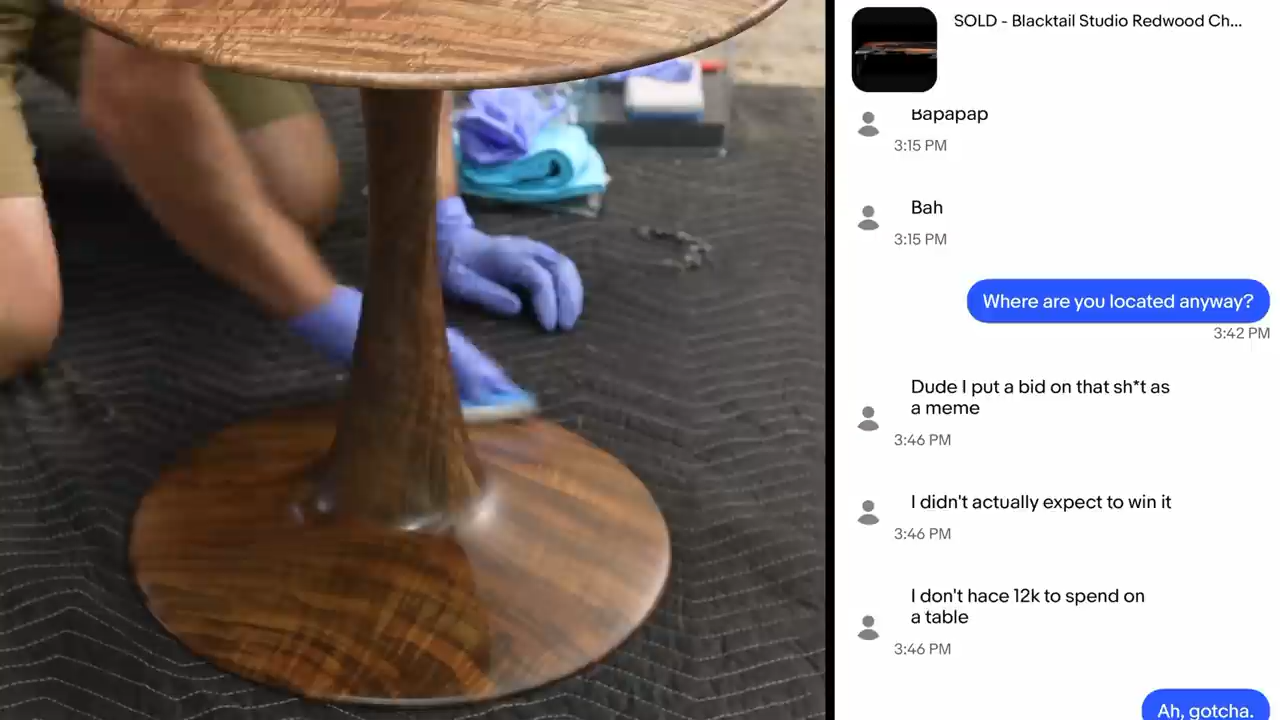 SOLD - Blacktail Studio Redwood Ch...
Bapapap
3:15 PM
Bah
3:15 PM
Where are you located anyway?
3:42 PM
Dude I put a bid on that sh*t as
a meme
3:46 PM
I didn't actually expect to win it
3:46 PM
I don't hace 12k to spend on
a table
3:46 PM
Ah, gotcha.